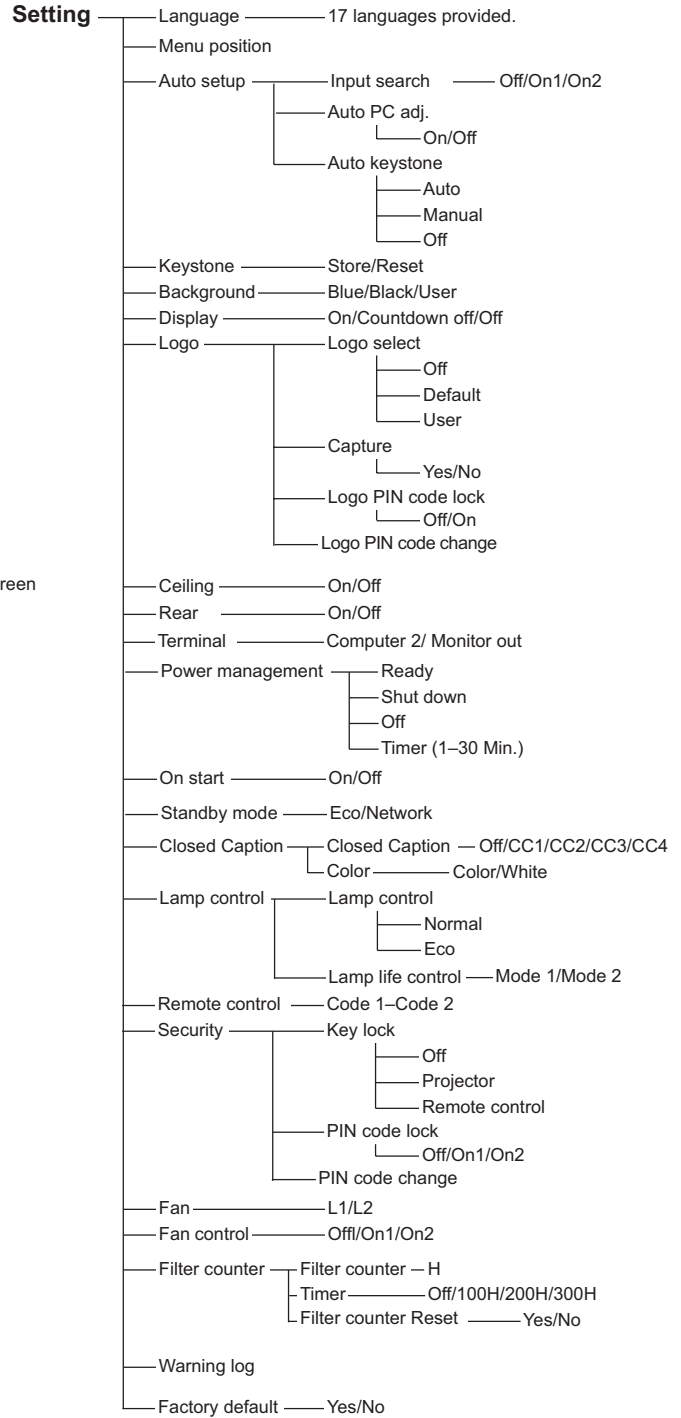 Setting Language 17 languages provided.
Menu position
Auto setup Input search Off/On1/On2
Auto PC adj.
On/Off
Auto keystone
Auto
Manual
Off
Keystone Store/Reset
Background Blue/Black/User
Display On/Countdown off/Off
Logo Logo select
Off
Default
User
Capture
Yes/No
Logo PIN code lock
Off/On
Logo PIN code change
reen Ceiling On/Off
Rear On/Off
Terminal Computer 2/ Monitor out
Power management Ready
Shut down
Off
Timer (1–30 Min.)
On start On/Off
Standby mode Eco/Network
Closed Caption Closed Caption Off/CC1/CC2/CC3/CC4
Color Color/White
Lamp control Lamp control
Normal
Eco
Lamp life control Mode 1/Mode 2
Remote control Code 1–Code 2
Security Key lock
Off
Projector
Remote control
PIN code lock
Off/On1/On2
PIN code change
Fan L1/L2
Fan control Offl/On1/On2
Filter counter Filter counter H
Timer Off/100H/200H/300H
Filter counter Reset Yes/No
Warning log
Factory default Yes/No